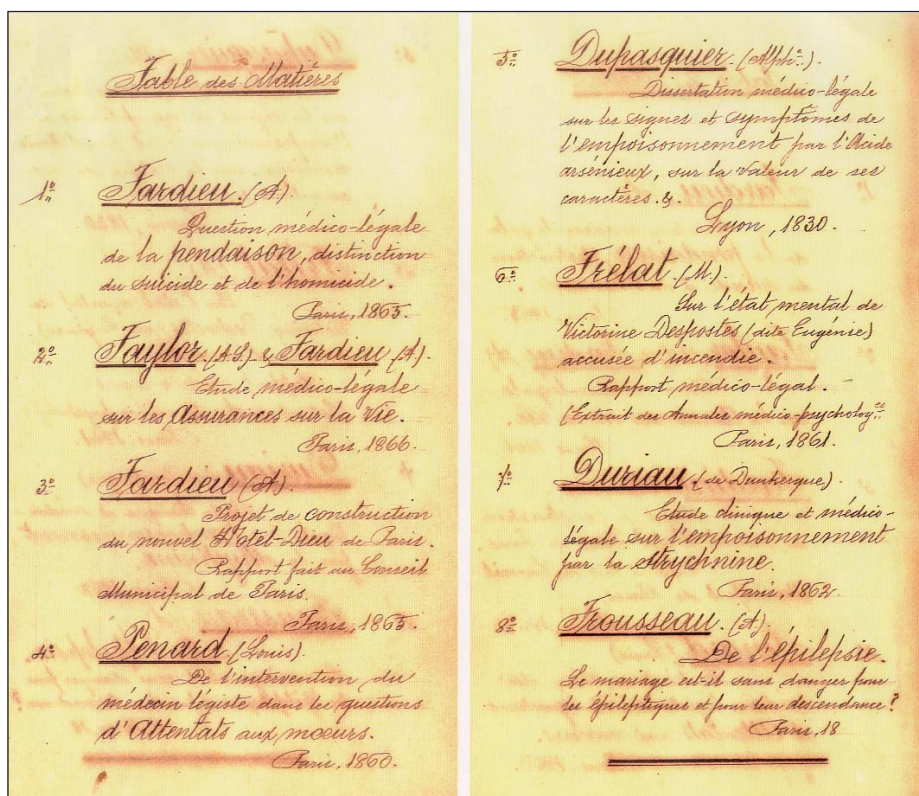 Table des Matières
1º Tardieu. (A)
Question médico-légale
de la pendaison, distinction
du suicide et de l'homicide.
Paris, 1865.
2º Taylor. (A.S.) & Tardieu (A).
Etude médico-légale
sur les Assurances sur la Vie.
Paris, 1866.
3º Tardieu (A).
Projet de construction
du nouvel Hôtel-Dieu de Paris.
Rapport fait au Conseil
Municipal de Paris.
Paris, 1865.
4º Penard (Louis).
De l'intervention du
médecin légiste dans les questions
d'Attentats aux mœurs.
Paris, 1860.
5º Dupasquier. (Alph.ᵉ).
Dissertation médico-légale
sur les signes et symptômes de
l'empoisonnement par l'Acide
arsénieux, sur la valeur de ses
caractères. &.
Lyon, 1830.
6º Trélat (M.).
Sur l'état mental de
Victorine Despostes (dite Eugénie)
accusée d'incendie.
Rapport médico-légal.
(Extrait des Annales médico-psycholog.ᵉˢ
Paris, 1861.
7º Duriau. (de Dunkerque).
Etude clinique et médico-
légale sur l'empoisonnement
par la Strychnine.
Paris, 1862.
8º Trousseau. (A).
De l'épilepsie.
Le mariage est-il sans danger pour
les épileptiques et pour leur descendance?
Paris, 18